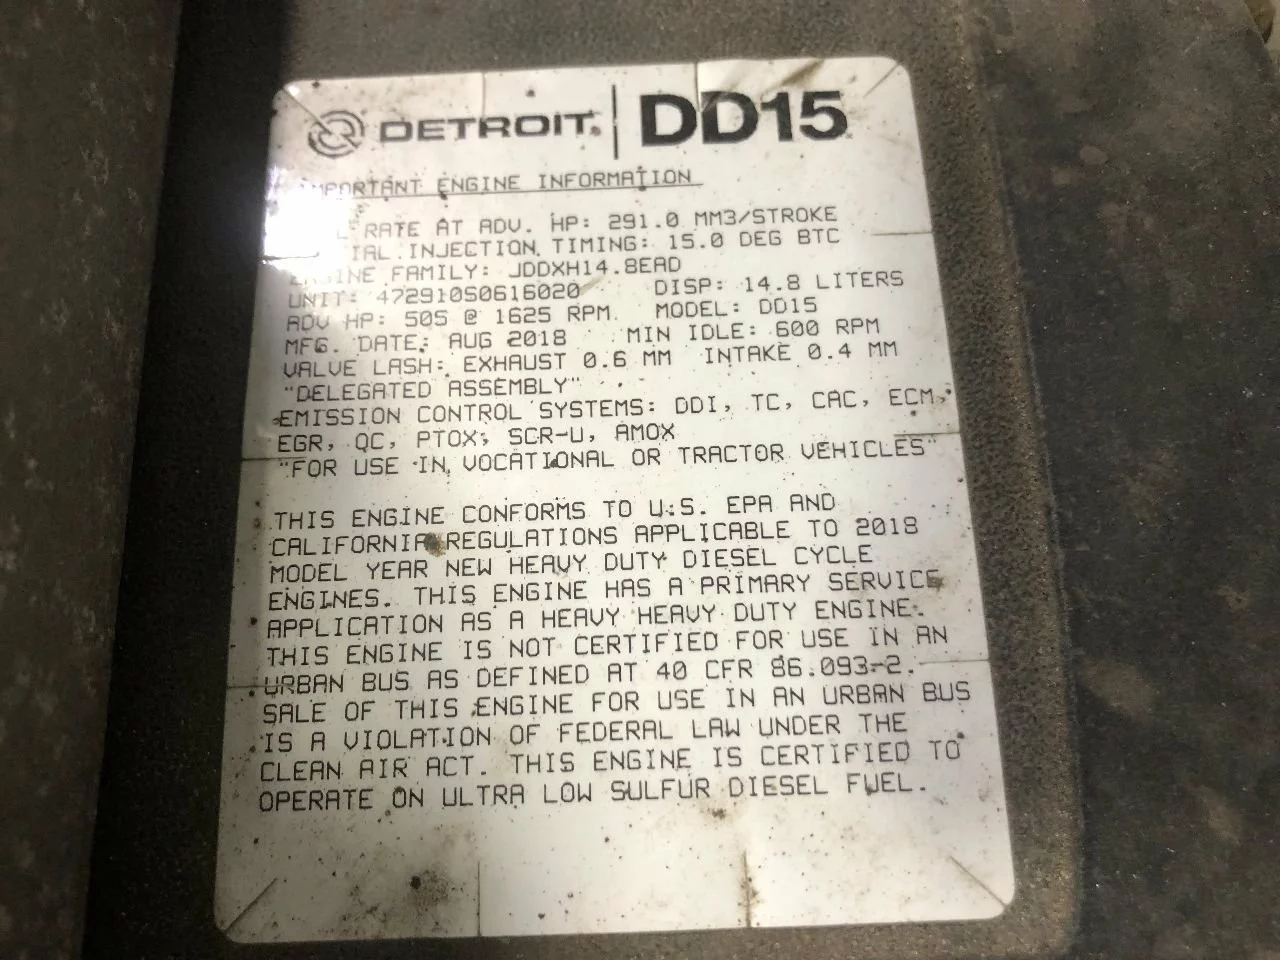 DETROIT. DD15
IMPORTANT ENGINE INFORMATION
RATE AT ADV. HP: 291.0 MM3/STROKE
INJECTION TIMING: 15.0 DEG BTC
ENGINE FAMILY: JDDXH14.8EAD
UNIT: 472910S0616020 DISP: 14.8 LITERS
ADV HP: 505 @ 1625 RPM MODEL: DD15
MFG. DATE: AUG 2018 MIN IDLE: 600 RPM
VALVE LASH: EXHAUST 0.6 MM INTAKE 0.4 MM
"DELEGATED ASSEMBLY"
EMISSION CONTROL SYSTEMS: DDI, TC, CAC, ECM,
EGR, OC, PTOX, SCR-U, AMOX
"FOR USE IN VOCATIONAL OR TRACTOR VEHICLES"
THIS ENGINE CONFORMS TO U.S. EPA AND
CALIFORNIA REGULATIONS APPLICABLE TO 2018
MODEL YEAR NEW HEAVY DUTY DIESEL CYCLE
ENGINES. THIS ENGINE HAS A PRIMARY SERVICE
APPLICATION AS A HEAVY HEAVY DUTY ENGINE.
THIS ENGINE IS NOT CERTIFIED FOR USE IN AN
URBAN BUS AS DEFINED AT 40 CFR 86.093-2.
SALE OF THIS ENGINE FOR USE IN AN URBAN BUS
IS A VIOLATION OF FEDERAL LAW UNDER THE
CLEAN AIR ACT. THIS ENGINE IS CERTIFIED TO
OPERATE ON ULTRA LOW SULFUR DIESEL FUEL.